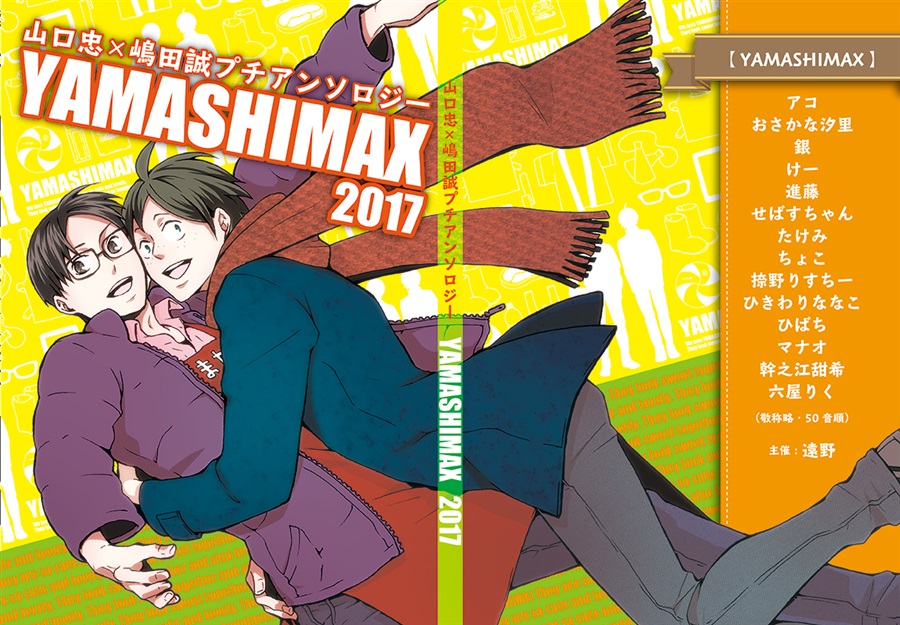 山口忠×嶋田誠プチアンソロジー
YAMASHIMAX
2017
YAMASHIMAX
山口忠×嶋田誠プチアンソロジー!
YAMASHIMAX 2017
【 YAMASHIMAX 】
アコ
おさかな汐里
銀
けー
進藤
せばすちゃん
たけみ
ちょこ
捺野りすちー
ひきわりななこ
ひばち
マナオ
幹之江甜希
六屋りく
(敬称略・50音順)
主催:遠野